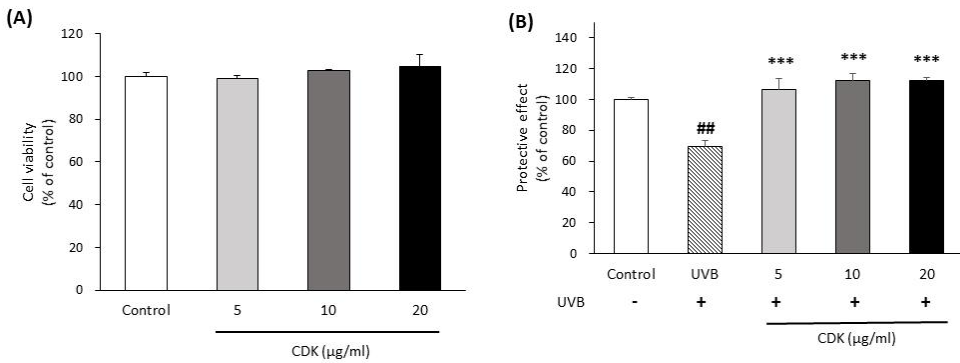 (A)
Cell viability
(% of control)
120
100
80
60
40
20
0
Control 5 10 20
CDK (µg/ml)
(B)
Protective effect
(% of control)
140
120
100
80
60
40
20
0
##
*** *** ***
Control UVB 5 10 20
UVB - + + + +
CDK (µg/ml)